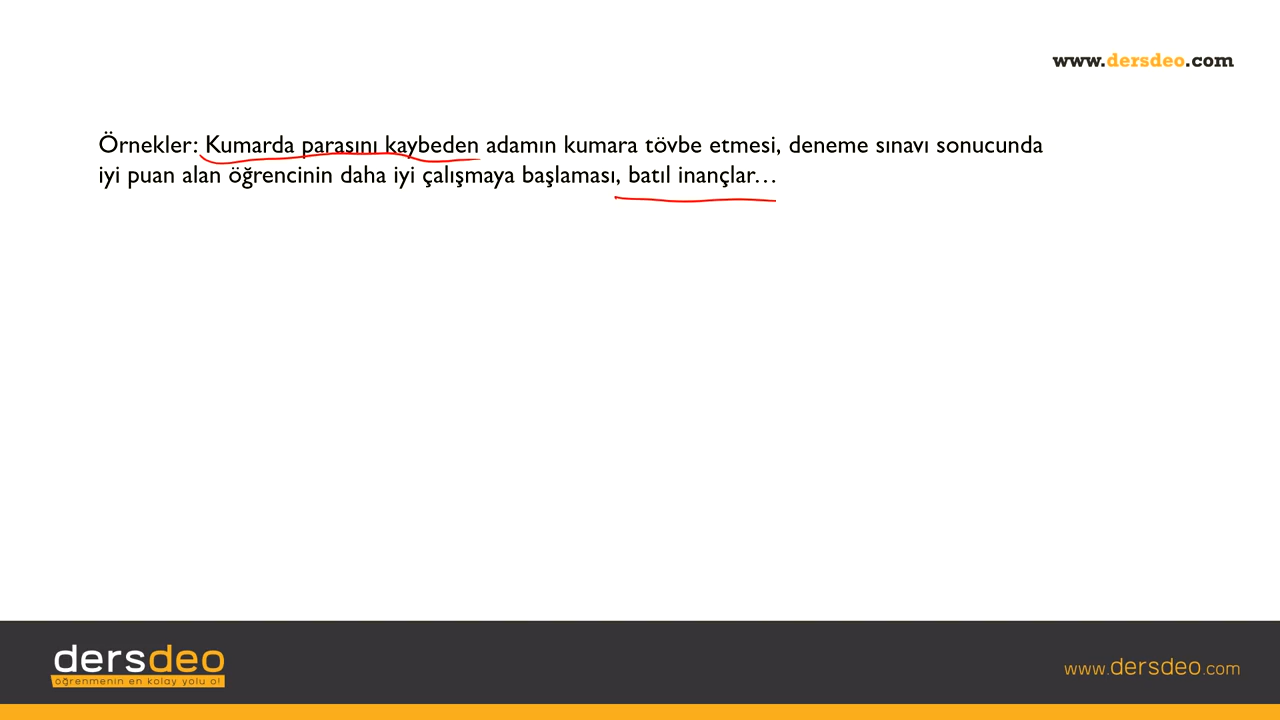 www.dersdeo.com
Örnekler: Kumarda parasını kaybeden adamın kumara tövbe etmesi, deneme sınavı sonucunda
iyi puan alan öğrencinin daha iyi çalışmaya başlaması, batıl inançlar…
dersdeo
öğrenmenin en kolay yolu o!
www.dersdeo.com